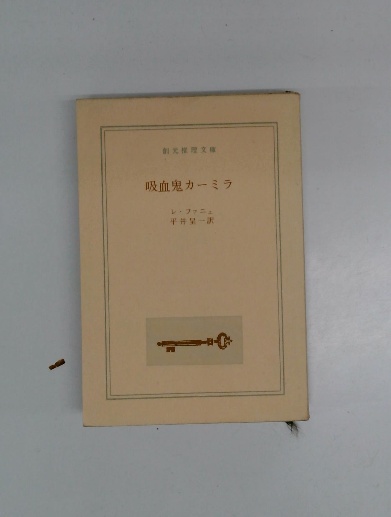 創元推理文庫
吸血鬼カーミラ
レ・ファニュ
平井呈一訳